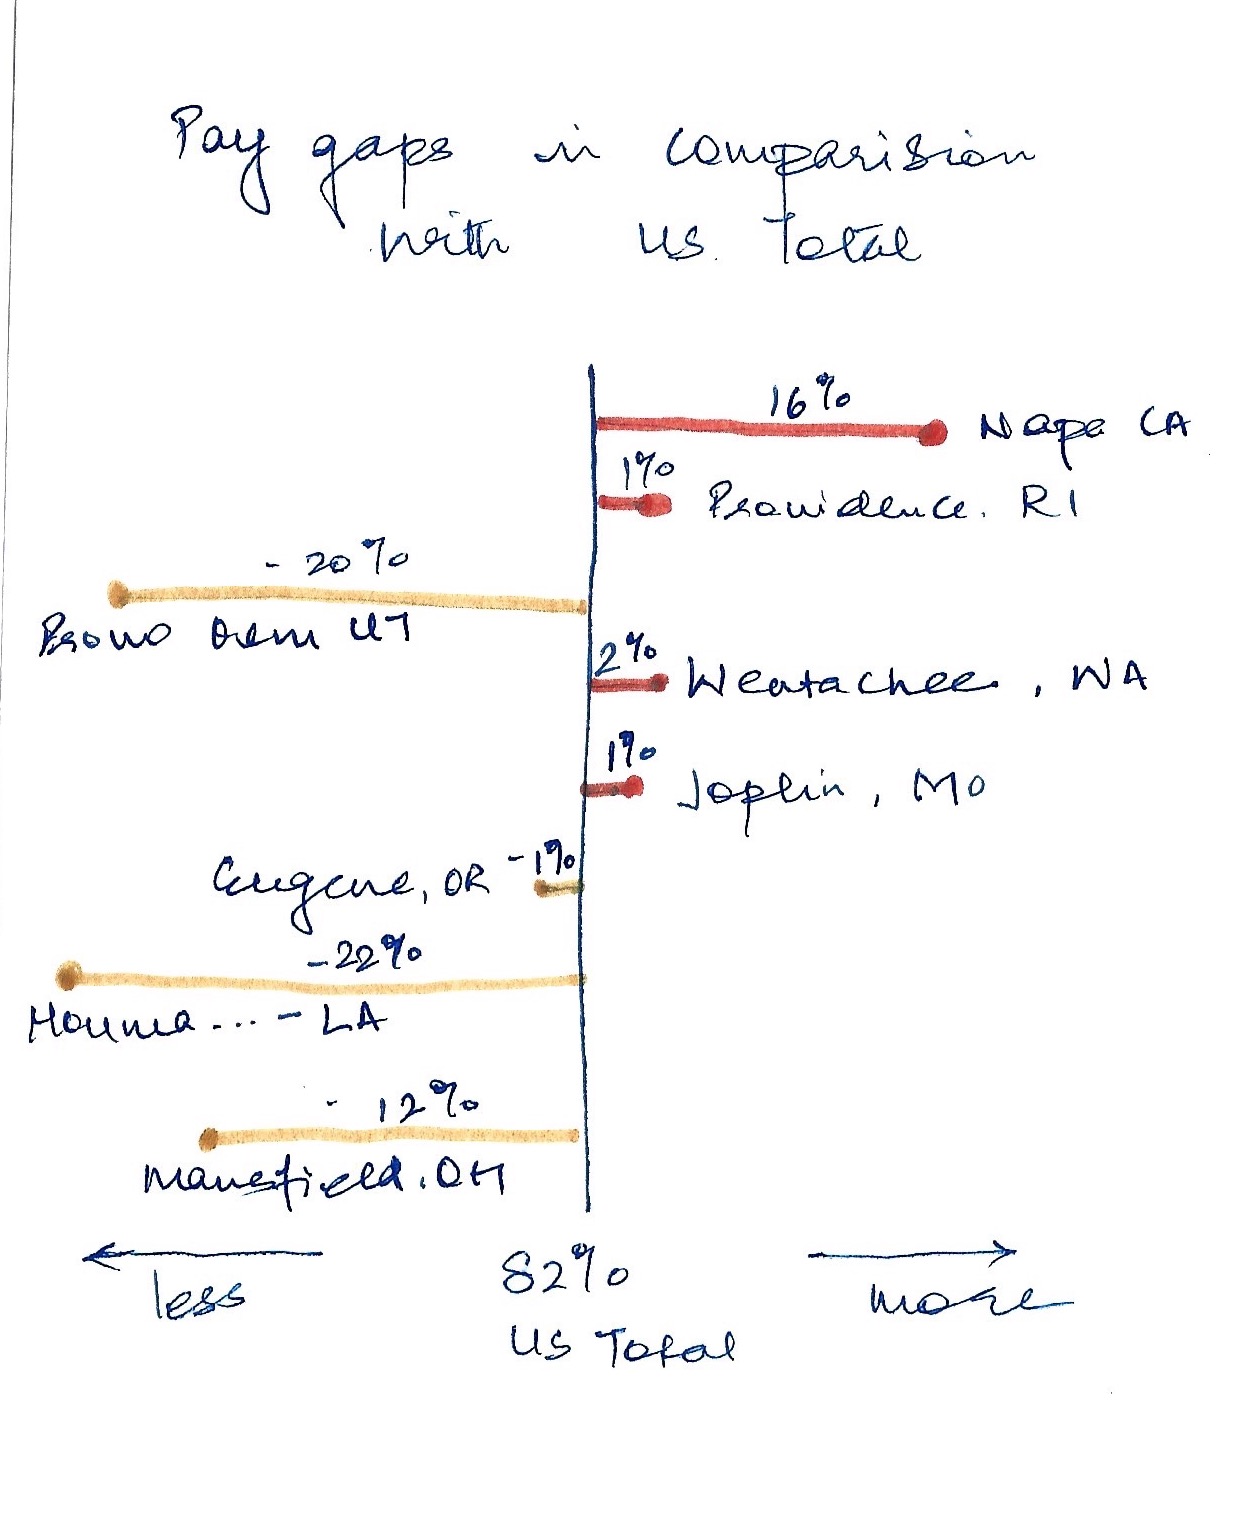 Pay gaps in comparision
with US Total
16%
Napa CA
1%
Providence. RI
- 20%
Provo Orem UT
2%
Wentachee, WA
1%
Joplin, MO
Eugene, OR -1%
-22%
Houma ... - LA
- 12%
Mansfield. OH
less
82%
US Total
more